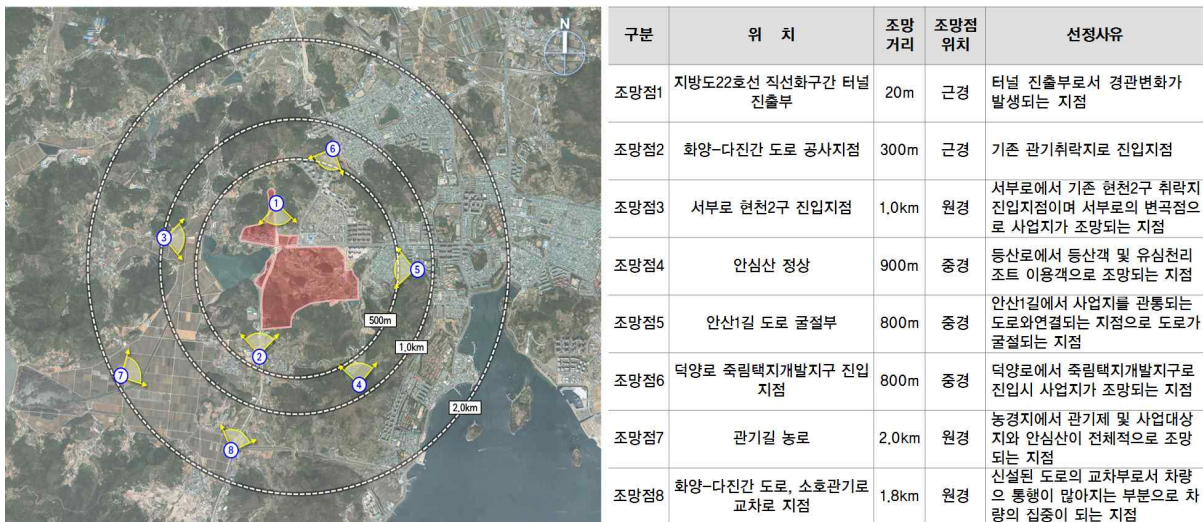 N
1
2
3
4
5
6
7
8
500m
1.0km
2.0km
구분
위 치
조망
거리
조망점
위치
선정사유
조망점1
지방도22호선 직선화구간 터널
진출부
20m
근경
터널 진출부로서 경관변화가
발생되는 지점
조망점2
화양-다진간 도로 공사지점
300m
근경
기존 관기취락지로 진입지점
조망점3
서부로 현천2구 진입지점
1.0km
원경
서부로에서 기존 현천2구 취락지
진입지점이며 서부로의 변곡점으
로 사업지가 조망되는 지점
조망점4
안심산 정상
900m
중경
등산로에서 등산객 및 유심천리
조트 이용객으로 조망되는 지점
조망점5
안산1길 도로 굴절부
800m
중경
안산1길에서 사업지를 관통되는
도로와연결되는 지점으로 도로가
굴절되는 지점
조망점6
덕양로 죽림택지개발지구 진입
지점
800m
중경
덕양로에서 죽림택지개발지구로
진입시 사업지가 조망되는 지점
조망점7
관기길 농로
2.0km
원경
농경지에서 관기제 및 사업대상
지와 안심산이 전체적으로 조망
되는 지점
조망점8
화양-다진간 도로, 소호관기로
교차로 지점
1.8km
원경
신설된 도로의 교차부로서 차량
으 통행이 많아지는 부분으로 차
량의 집중이 되는 지점